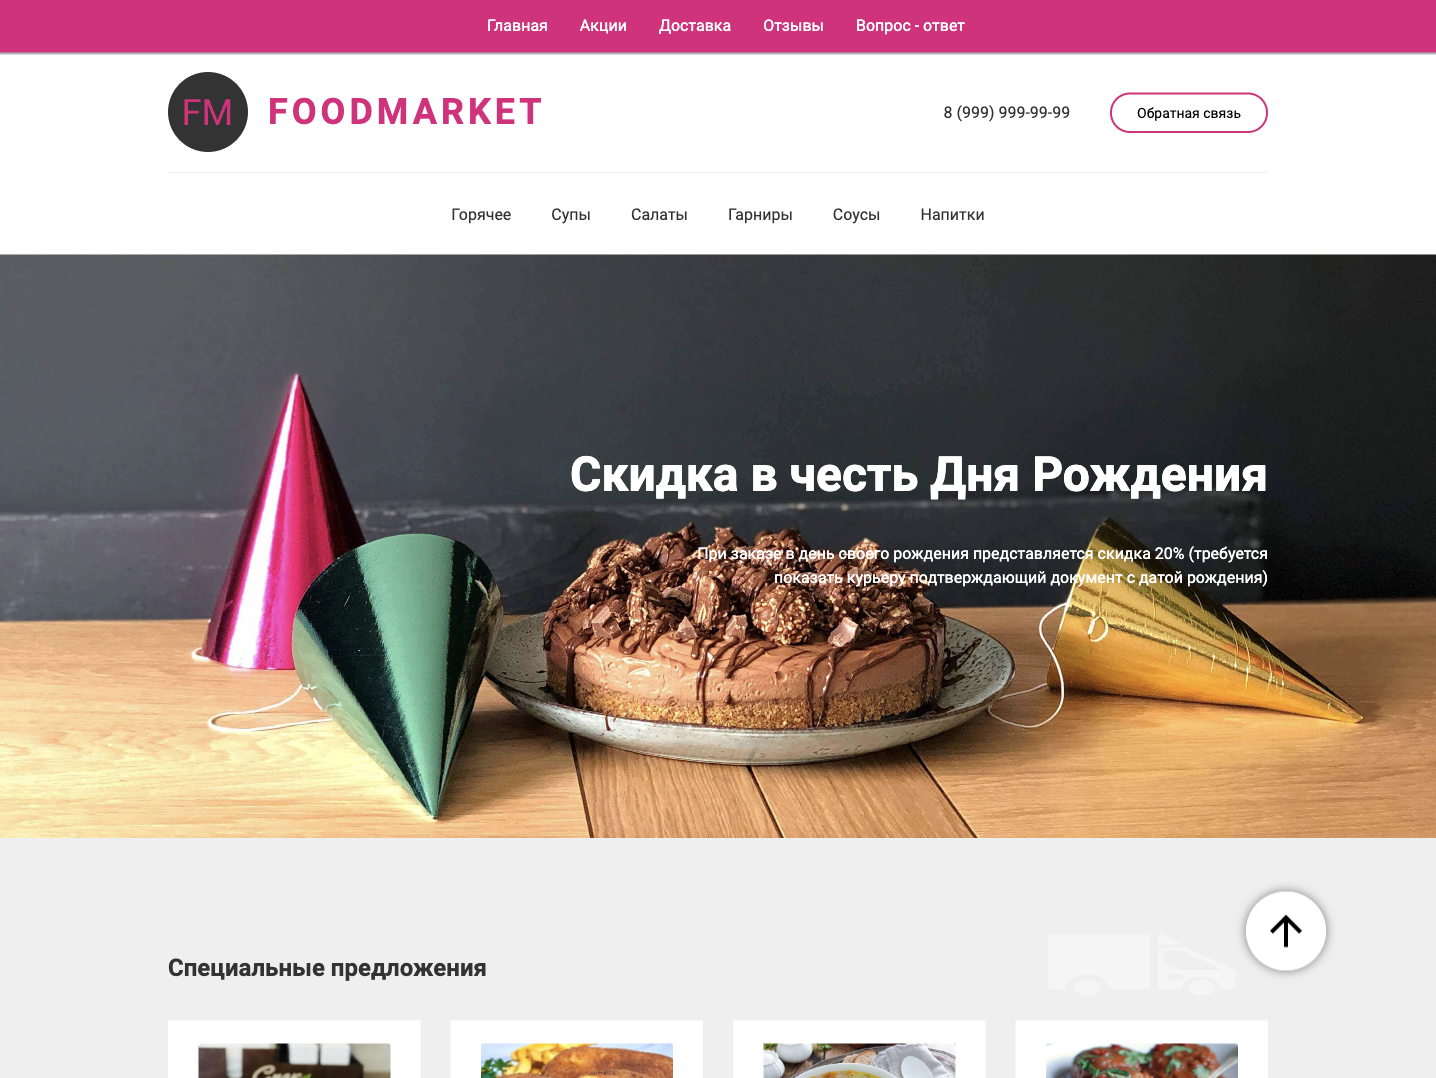 Главная Акции Доставка Отзывы Вопрос - ответ
FM FOODMARKET 8 (999) 999-99-99 Обратная связь
Горячее Супы Салаты Гарниры Соусы Напитки
Скидка в честь Дня Рождения
При заказе в день своего рождения представляется скидка 20% (требуется
показать курьеру подтверждающий документ с датой рождения)
Специальные предложения